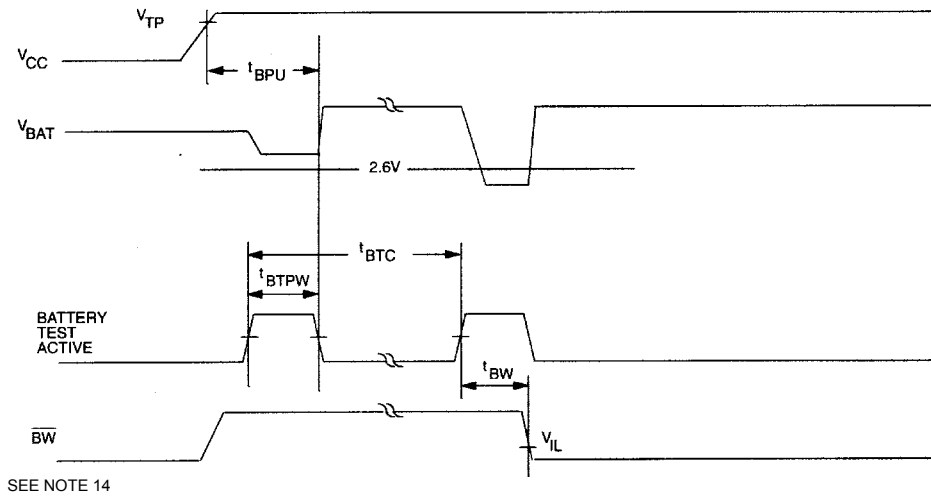 VTP
VCC
tBPU
VBAT
2.6V
tBTC
tBTPW
BATTERY
TEST
ACTIVE
tBW
BW
VIL
SEE NOTE 14